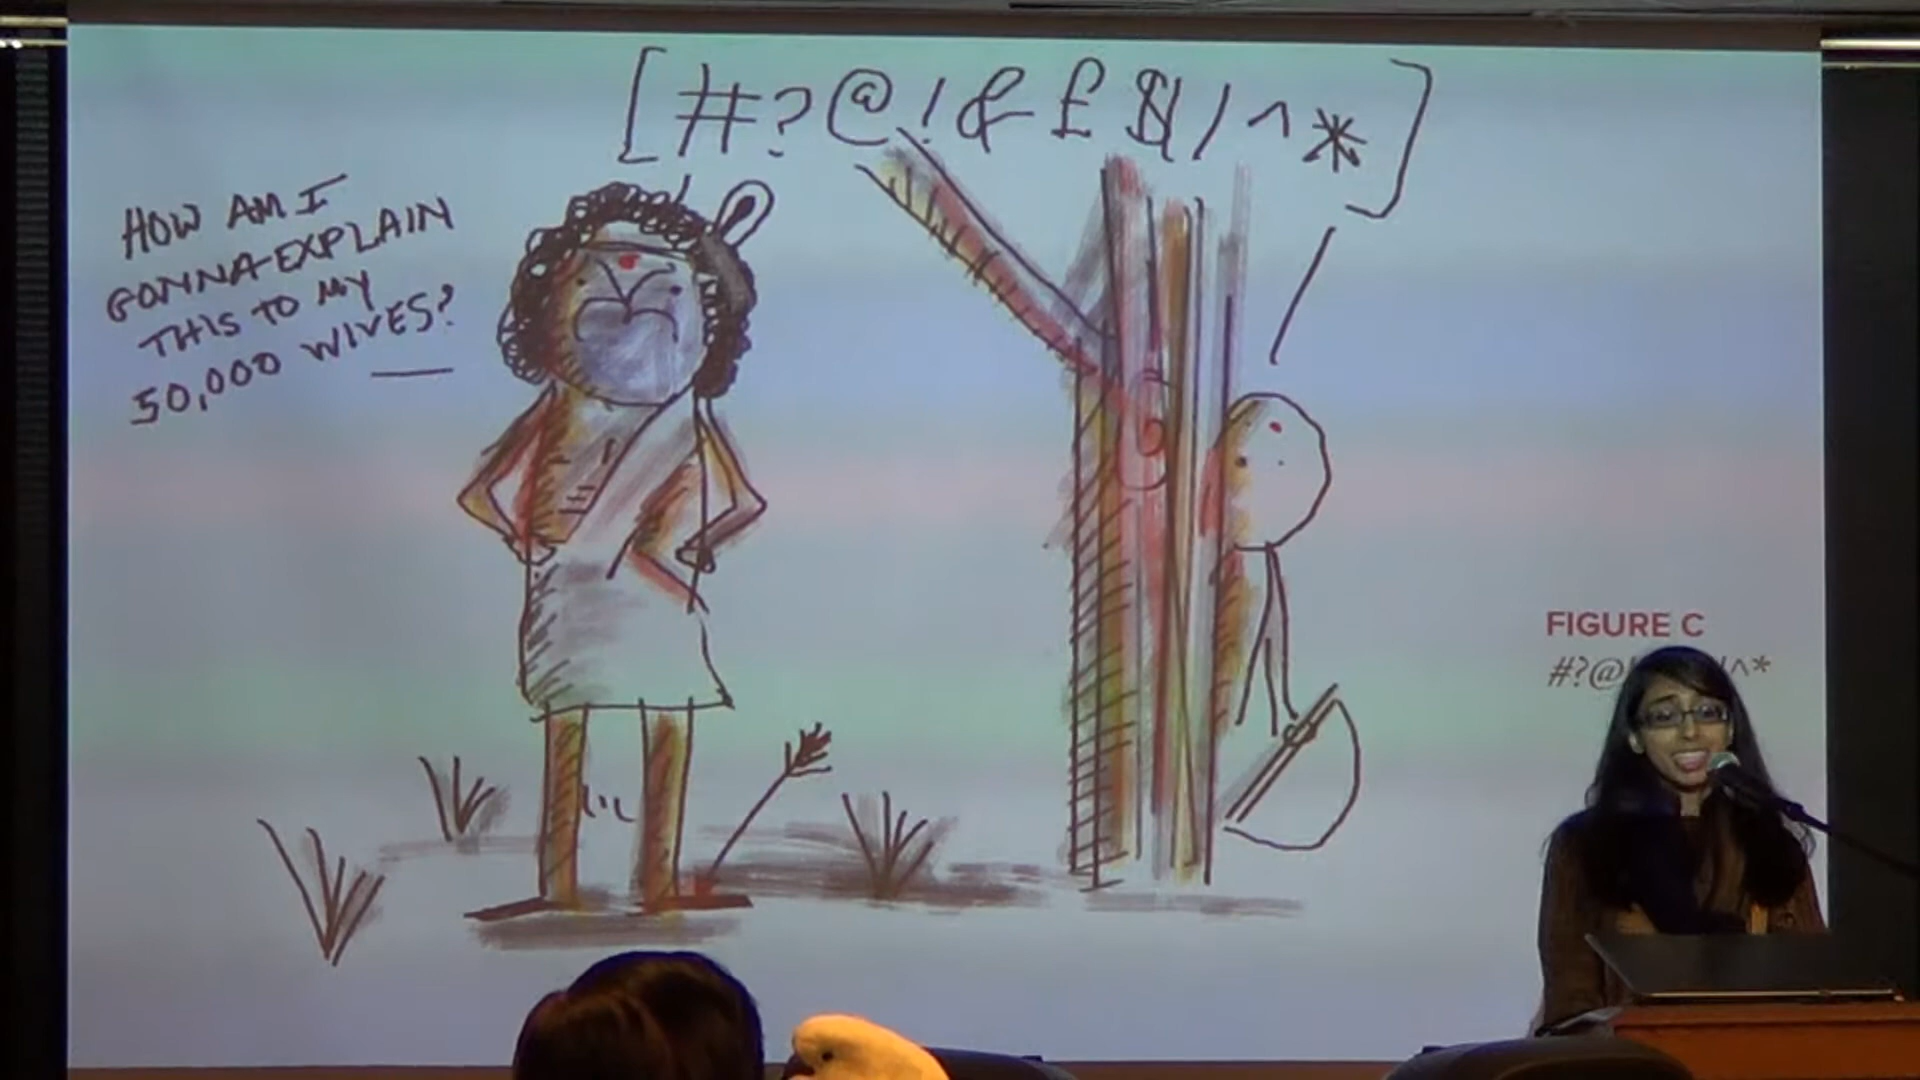 [#?@!&£$/^*]
HOW AM I
GONNA EXPLAIN
THIS TO MY
50,000 WIVES?
FIGURE C
#?@ ^*